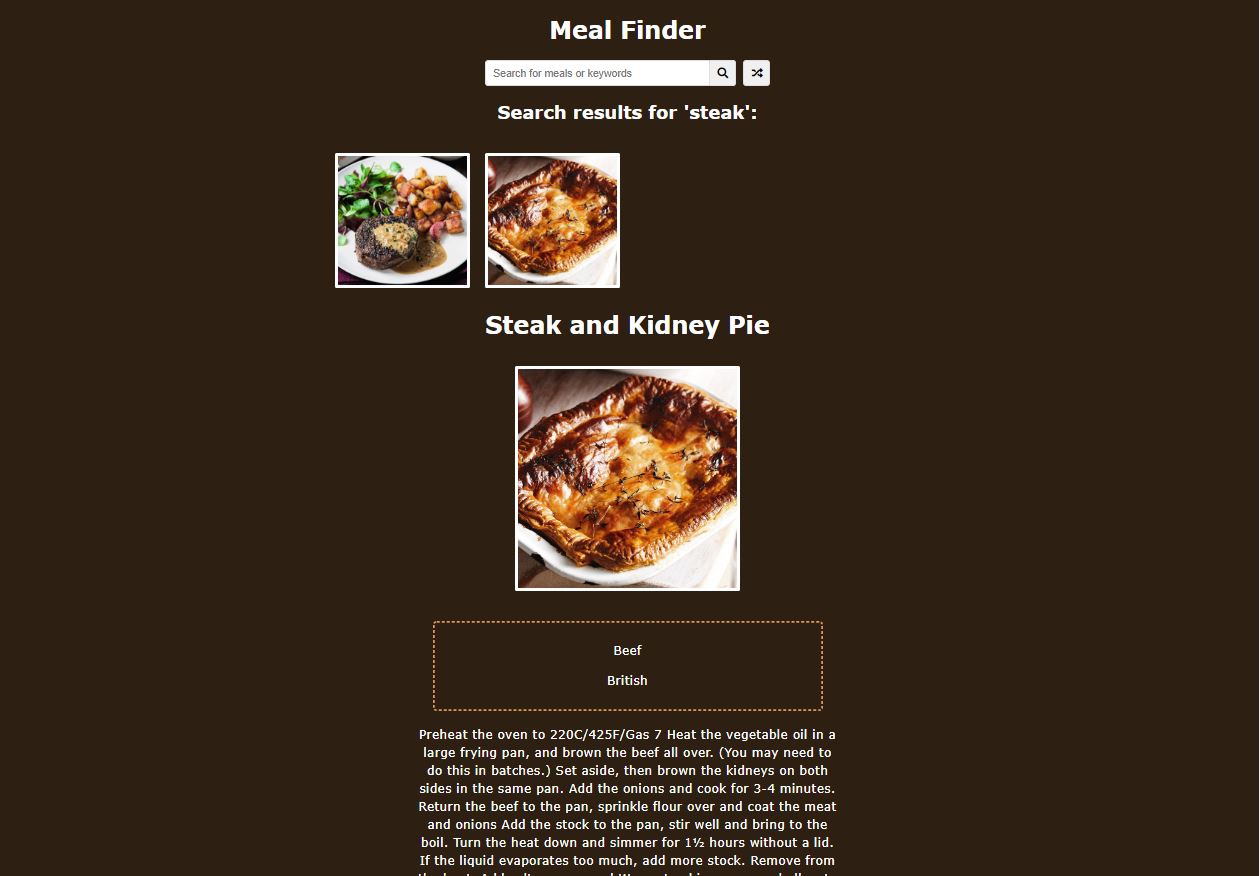 Meal Finder
Search for meals or keywords
Search results for 'steak':
Steak and Kidney Pie
Beef
British
Preheat the oven to 220C/425F/Gas 7 Heat the vegetable oil in a
large frying pan, and brown the beef all over. (You may need to
do this in batches.) Set aside, then brown the kidneys on both
sides in the same pan. Add the onions and cook for 3-4 minutes.
Return the beef to the pan, sprinkle flour over and coat the meat
and onions Add the stock to the pan, stir well and bring to the
boil. Turn the heat down and simmer for 1½ hours without a lid.
If the liquid evaporates too much, add more stock. Remove from